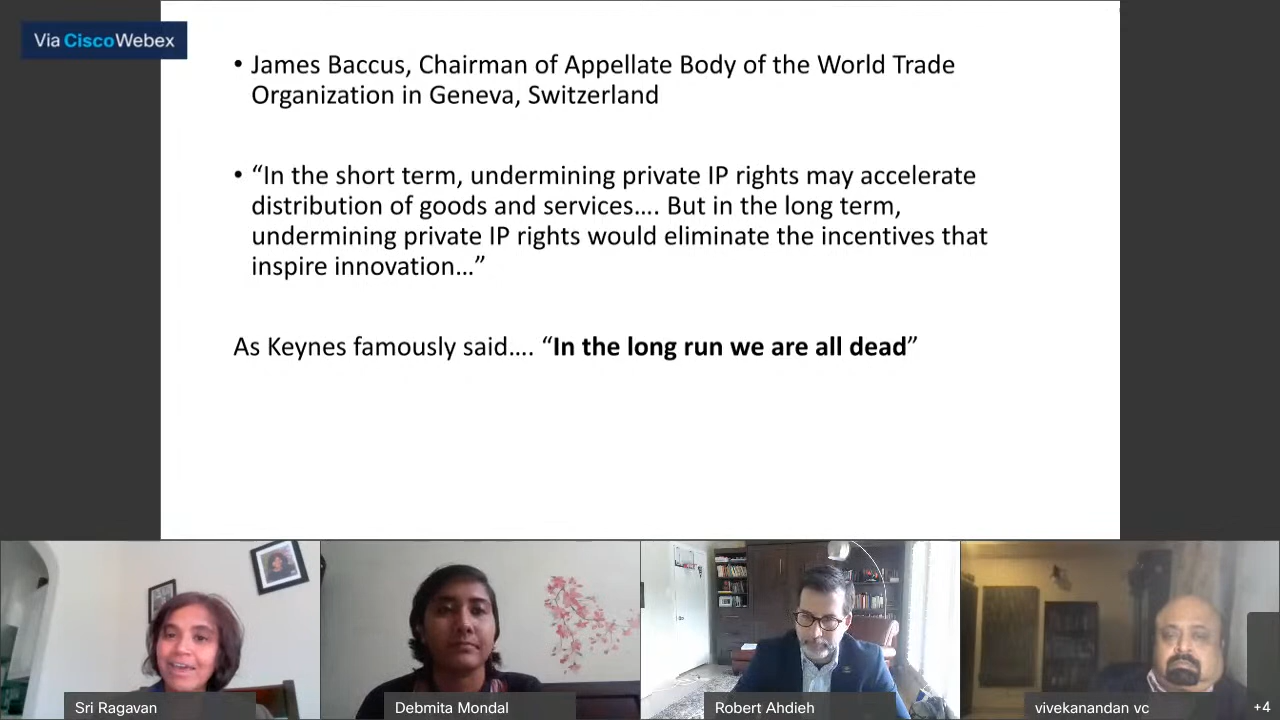 Via Cisco Webex
• James Baccus, Chairman of Appellate Body of the World Trade
Organization in Geneva, Switzerland
• “In the short term, undermining private IP rights may accelerate
distribution of goods and services…. But in the long term,
undermining private IP rights would eliminate the incentives that
inspire innovation…”
As Keynes famously said…. “In the long run we are all dead”
Sri Ragavan
Debmita Mondal
Robert Ahdieh
vivekanandan vc
+4